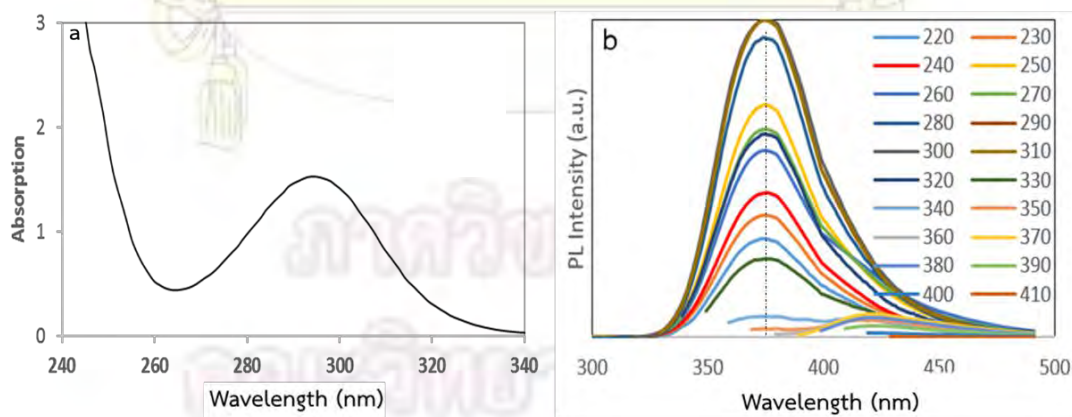 a
3
2
1
0
Absorption
240 260 280 300 320 340
Wavelength (nm)
b
PL Intensity (a.u.)
220 230
240 250
260 270
280 290
300 310
320 330
340 350
360 370
380 390
400 410
300 350 400 450 500
Wavelength (nm)